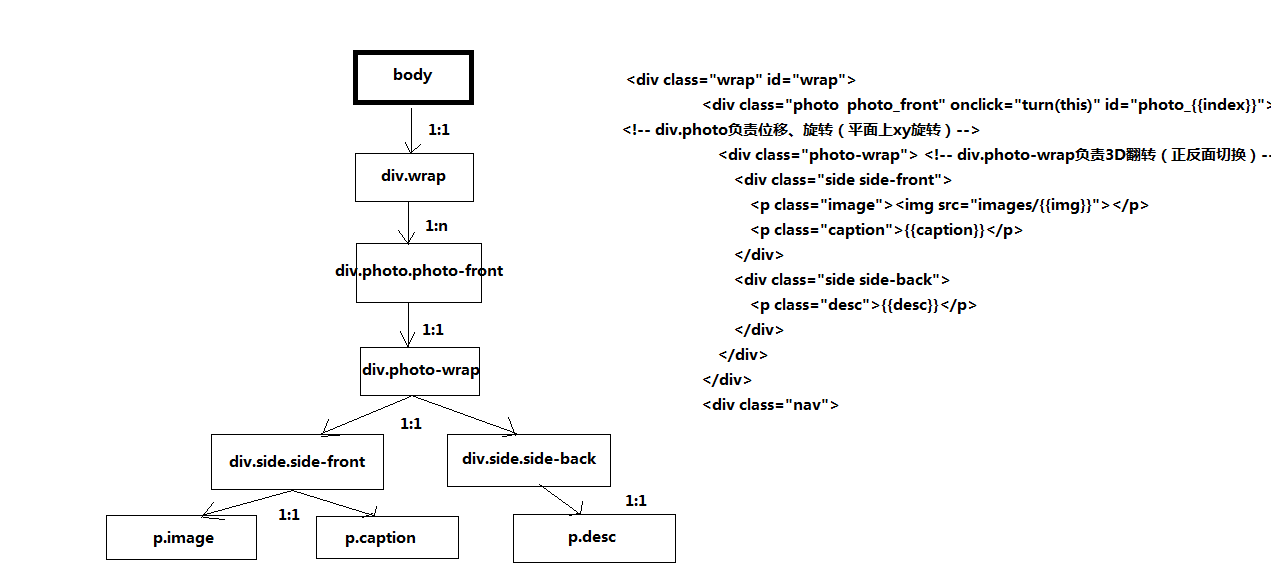 body
1:1
div.wrap
1:n
div.photo.photo-front
1:1
div.photo-wrap
1:1
div.side.side-front
div.side.side-back
1:1
1:1
p.image
p.caption
p.desc
<div class="wrap" id="wrap">
<div class="photo  photo_front" onclick="turn(this)" id="photo_{{index}}">
<!-- div.photo负责位移、旋转（平面上xy旋转）-->
<div class="photo-wrap"> <!-- div.photo-wrap负责3D翻转（正反面切换）--
<div class="side side-front">
<p class="image"><img src="images/{{img}}"></p>
<p class="caption">{{caption}}</p>
</div>
<div class="side side-back">
<p class="desc">{{desc}}</p>
</div>
</div>
</div>
<div class="nav">